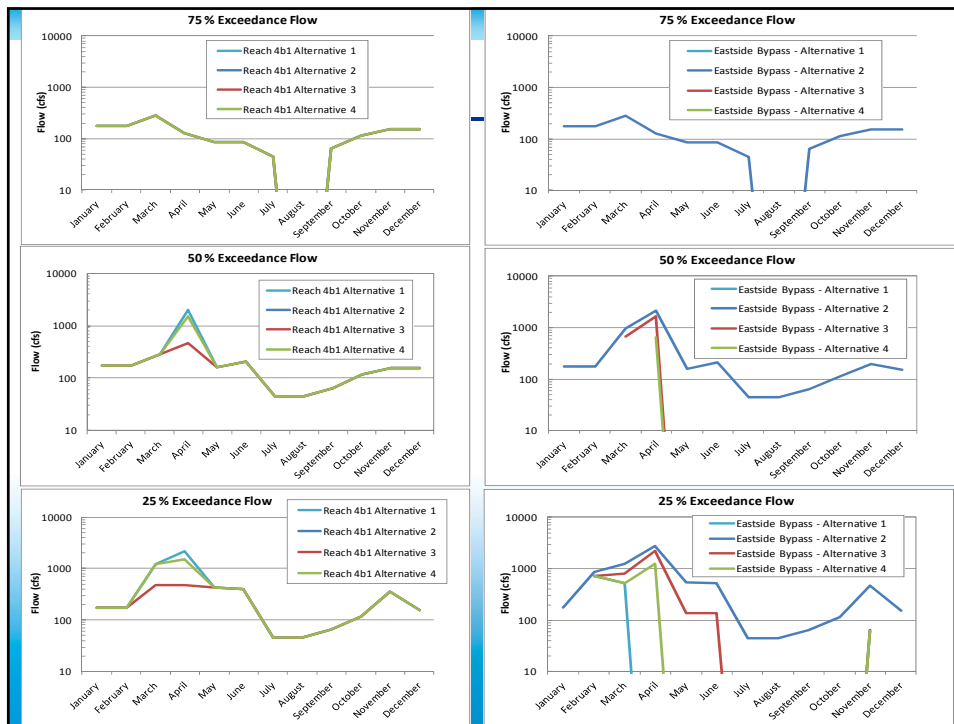 75 % Exceedance Flow
Flow (cfs)
10000
1000
100
10
Reach 4b1 Alternative 1
Reach 4b1 Alternative 2
Reach 4b1 Alternative 3
Reach 4b1 Alternative 4
January
February
March
April
May
June
July
August
September
October
November
December
75 % Exceedance Flow
Flow (cfs)
10000
1000
100
10
Eastside Bypass - Alternative 1
Eastside Bypass - Alternative 2
Eastside Bypass - Alternative 3
Eastside Bypass - Alternative 4
January
February
March
April
May
June
July
August
September
October
November
December
50 % Exceedance Flow
Flow (cfs)
10000
1000
100
10
Reach 4b1 Alternative 1
Reach 4b1 Alternative 2
Reach 4b1 Alternative 3
Reach 4b1 Alternative 4
January
February
March
April
May
June
July
August
September
October
November
December
50 % Exceedance Flow
Flow (cfs)
10000
1000
100
10
Eastside Bypass - Alternative 1
Eastside Bypass - Alternative 2
Eastside Bypass - Alternative 3
Eastside Bypass - Alternative 4
January
February
March
April
May
June
July
August
September
October
November
December
25 % Exceedance Flow
Flow (cfs)
10000
1000
100
10
Reach 4b1 Alternative 1
Reach 4b1 Alternative 2
Reach 4b1 Alternative 3
Reach 4b1 Alternative 4
January
February
March
April
May
June
July
August
September
October
November
December
25 % Exceedance Flow
Flow (cfs)
10000
1000
100
10
Eastside Bypass - Alternative 1
Eastside Bypass - Alternative 2
Eastside Bypass - Alternative 3
Eastside Bypass - Alternative 4
January
February
March
April
May
June
July
August
September
October
November
December